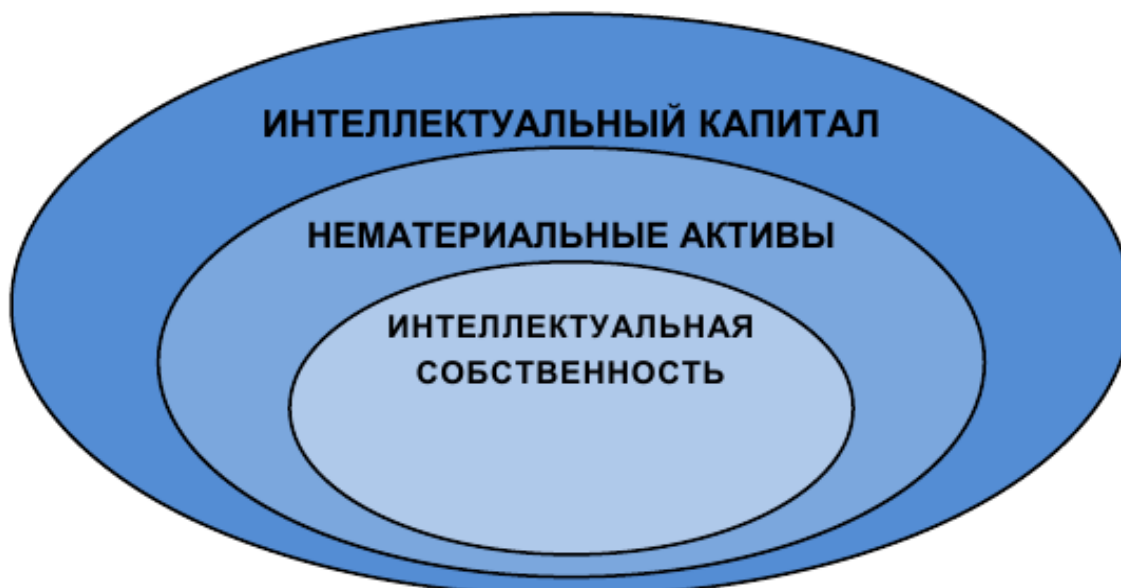 ИНТЕЛЛЕКТУАЛЬНЫЙ КАПИТАЛ
НЕМАТЕРИАЛЬНЫЕ АКТИВЫ
ИНТЕЛЛЕКТУАЛЬНАЯ
СОБСТВЕННОСТЬ